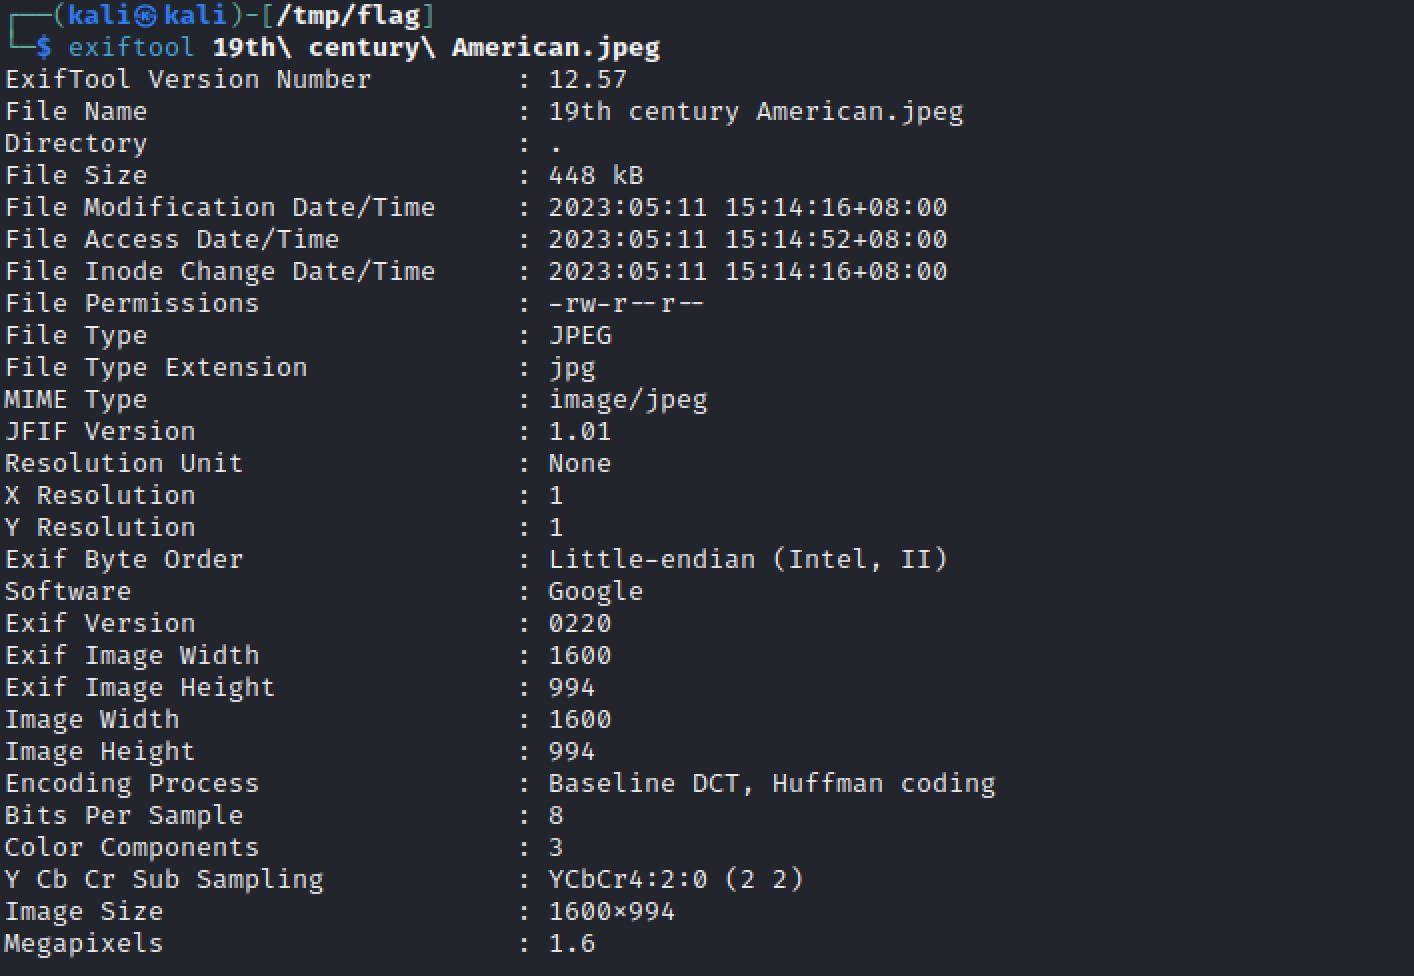 ┌──(kali㉿kali)-[/tmp/flag]
└─$ exiftool 19th\ century\ American.jpeg
ExifTool Version Number         : 12.57
File Name                       : 19th century American.jpeg
Directory                       : .
File Size                       : 448 kB
File Modification Date/Time     : 2023:05:11 15:14:16+08:00
File Access Date/Time           : 2023:05:11 15:14:52+08:00
File Inode Change Date/Time     : 2023:05:11 15:14:16+08:00
File Permissions                : -rw-r--r--
File Type                       : JPEG
File Type Extension             : jpg
MIME Type                       : image/jpeg
JFIF Version                    : 1.01
Resolution Unit                 : None
X Resolution                    : 1
Y Resolution                    : 1
Exif Byte Order                 : Little-endian (Intel, II)
Software                        : Google
Exif Version                    : 0220
Exif Image Width                : 1600
Exif Image Height               : 994
Image Width                     : 1600
Image Height                    : 994
Encoding Process                : Baseline DCT, Huffman coding
Bits Per Sample                 : 8
Color Components                : 3
Y Cb Cr Sub Sampling            : YCbCr4:2:0 (2 2)
Image Size                      : 1600×994
Megapixels                      : 1.6